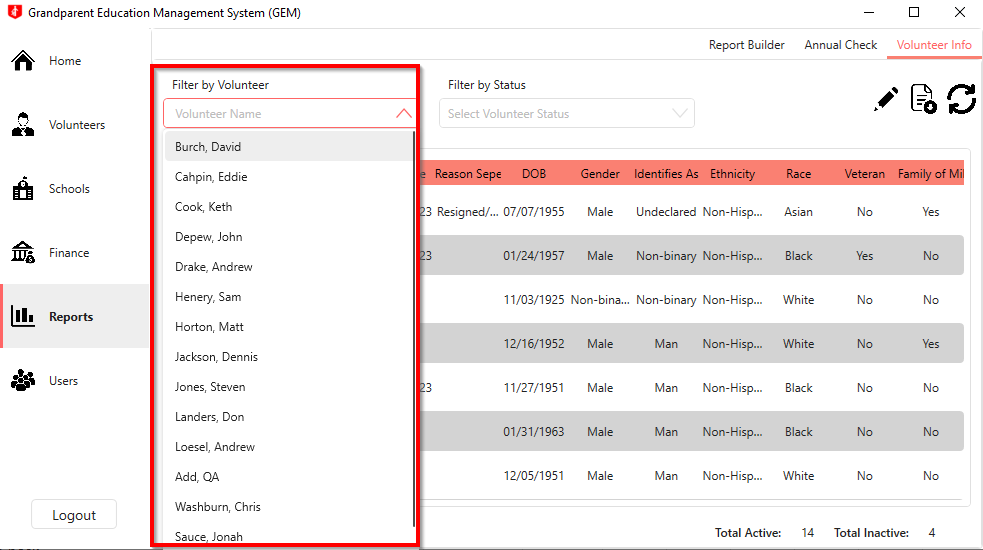 Grandparent Education Management System (GEM)
Report Builder Annual Check Volunteer Info
Home
Volunteers
Schools
Finance
Reports
Users
Logout
Filter by Volunteer
Volunteer Name
Burch, David
Cahpin, Eddie
Cook, Keth
Depew, John
Drake, Andrew
Henery, Sam
Horton, Matt
Jackson, Dennis
Jones, Steven
Landers, Don
Loesel, Andrew
Add, QA
Washburn, Chris
Sauce, Jonah
Filter by Status
Select Volunteer Status
Reason Sepe DOB Gender Identifies As Ethnicity Race Veteran Family of Mil
23 Resigned/... 07/07/1955 Male Undeclared Non-Hisp... Asian No Yes
23 01/24/1957 Male Non-binary Non-Hisp... Black Yes No
11/03/1925 Non-bina... Non-binary Non-Hisp... White No No
12/16/1952 Male Man Non-Hisp... White No Yes
23 11/27/1951 Male Man Non-Hisp... Black No No
01/31/1963 Male Man Non-Hisp... Black No No
12/05/1951 Male Man Non-Hisp... White No No
Total Active: 14 Total Inactive: 4